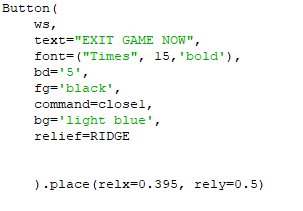 Button(
    ws,
    text="EXIT GAME NOW",
    font=("Times", 15,'bold'),
    bd='5',
    fg='black',
    command=close1,
    bg='light blue',
    relief=RIDGE
    ).place(relx=0.395, rely=0.5)